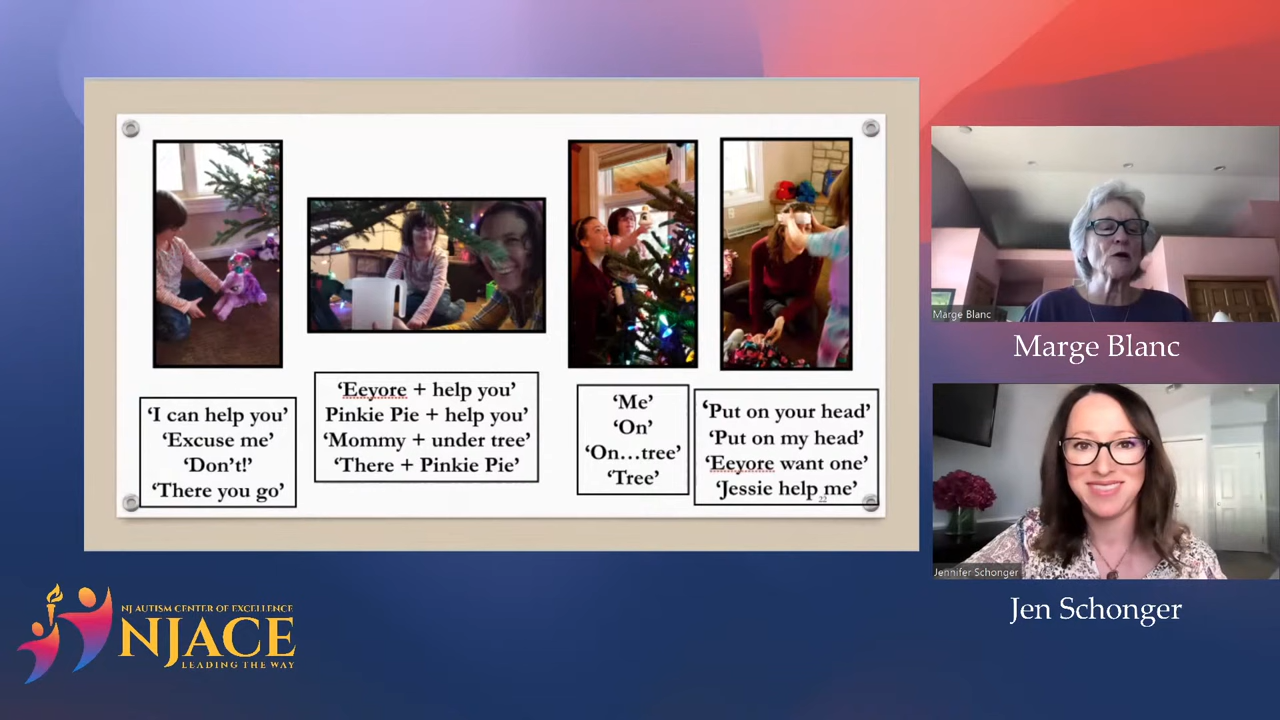 ‘I can help you’
‘Excuse me’
‘Don’t!’
‘There you go’
‘Eeyore + help you’
Pinkie Pie + help you’
‘Mommy + under tree’
‘There + Pinkie Pie’
‘Me’
‘On’
‘On…tree’
‘Tree’
‘Put on your head’
‘Put on my head’
‘Eeyore want one’
‘Jessie help me’
22
Marge Blanc
Marge Blanc
Jennifer Schonger
Jen Schonger
NJ AUTISM CENTER OF EXCELLENCE
NJACE
LEADING THE WAY